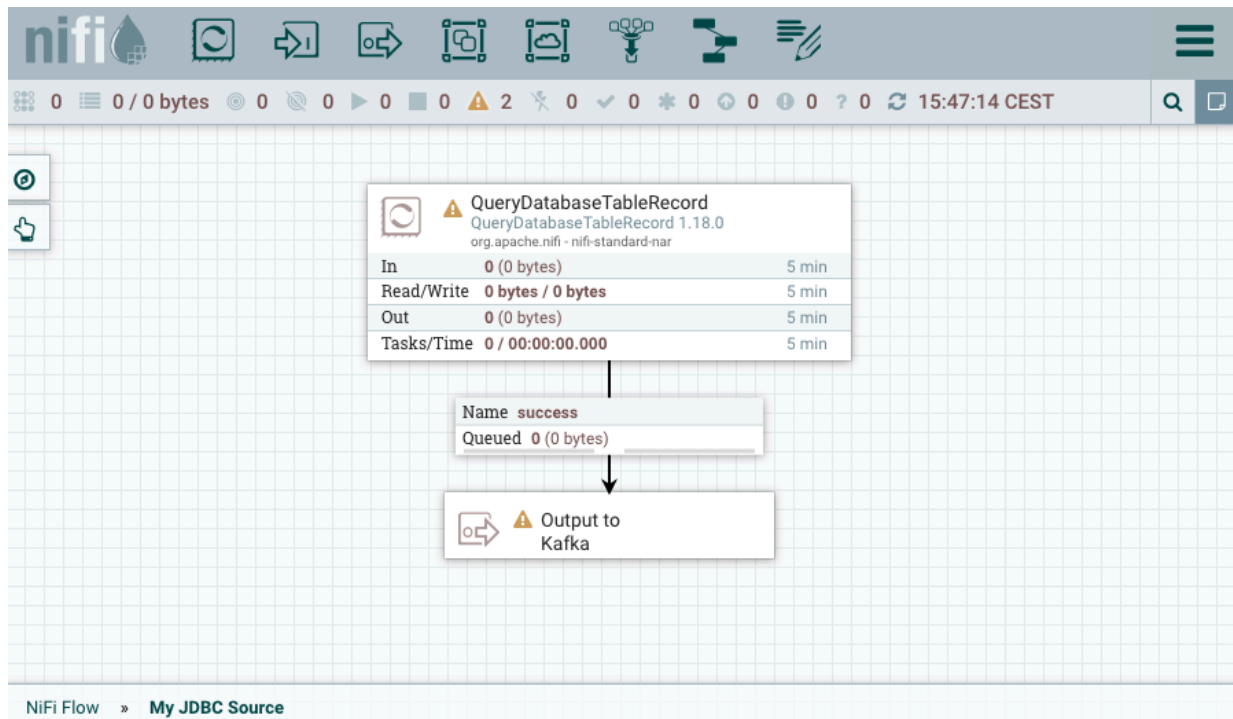 nifi
0 0 / 0 bytes 0 0 0 0 2 0 0 0 0 0 ? 0 15:47:14 CEST
QueryDatabaseTableRecord
QueryDatabaseTableRecord 1.18.0
org.apache.nifi - nifi-standard-nar
In 0 (0 bytes) 5 min
Read/Write 0 bytes / 0 bytes 5 min
Out 0 (0 bytes) 5 min
Tasks/Time 0 / 00:00:00.000 5 min
Name success
Queued 0 (0 bytes)
Output to
Kafka
NiFi Flow » My JDBC Source